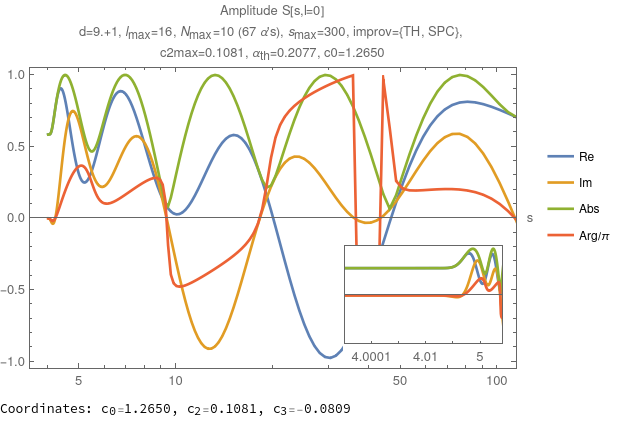 Amplitude S[s,l=0]
d=9.+1, lmax=16, Nmax=10 (67 α's), smax=300, improv={TH, SPC},
c2max=0.1081, αth=0.2077, c0=1.2650
1.0
0.5
0.0
−0.5
−1.0
5
10
50
100
s
4.0001
4.01
5
Re
Im
Abs
Arg/π
Coordinates: c0=1.2650, c2=0.1081, c3=−0.0809